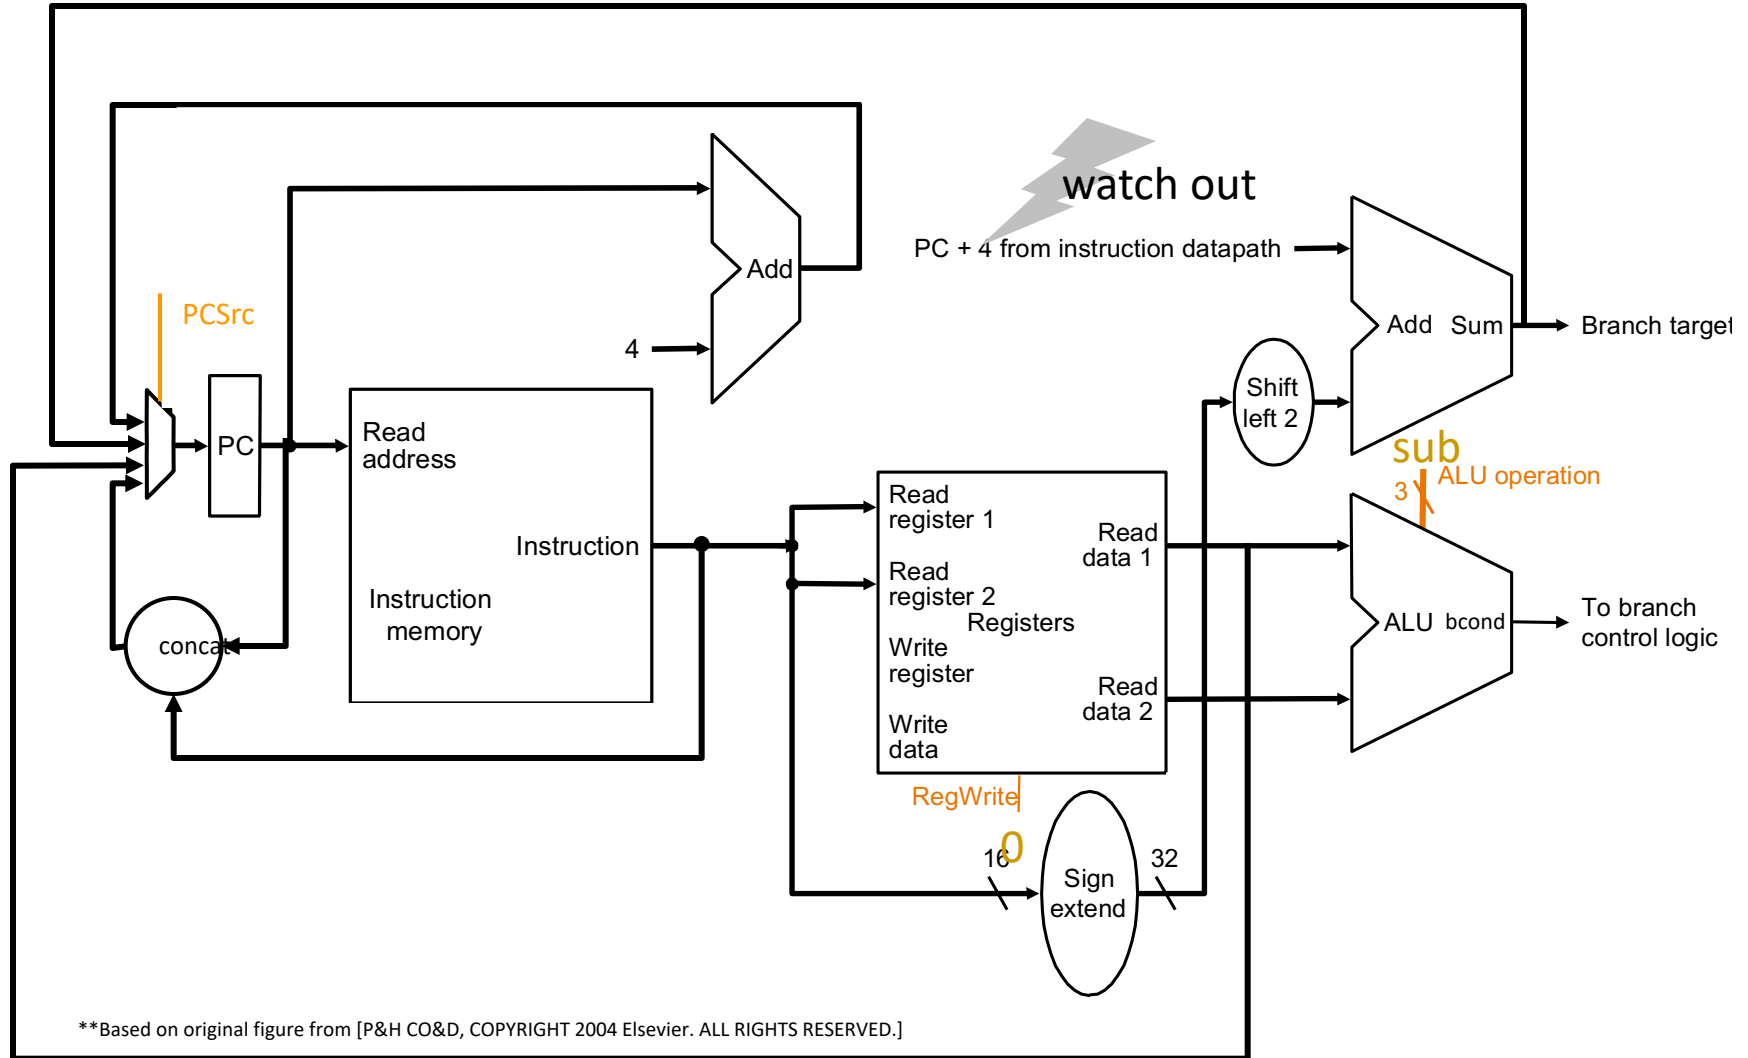 watch out
PC + 4 from instruction datapath
Add
PCSrc
4
Add Sum
Branch target
Shift
left 2
PC
Read
address
sub
ALU operation
3
Read
register 1
Instruction
Read
data 1
Read
register 2
Instruction
memory
Registers
ALU bcond
To branch
control logic
concat
Write
register
Read
data 2
Write
data
RegWrite
0
16
32
Sign
extend
**Based on original figure from [P&H CO&D, COPYRIGHT 2004 Elsevier. ALL RIGHTS RESERVED.]